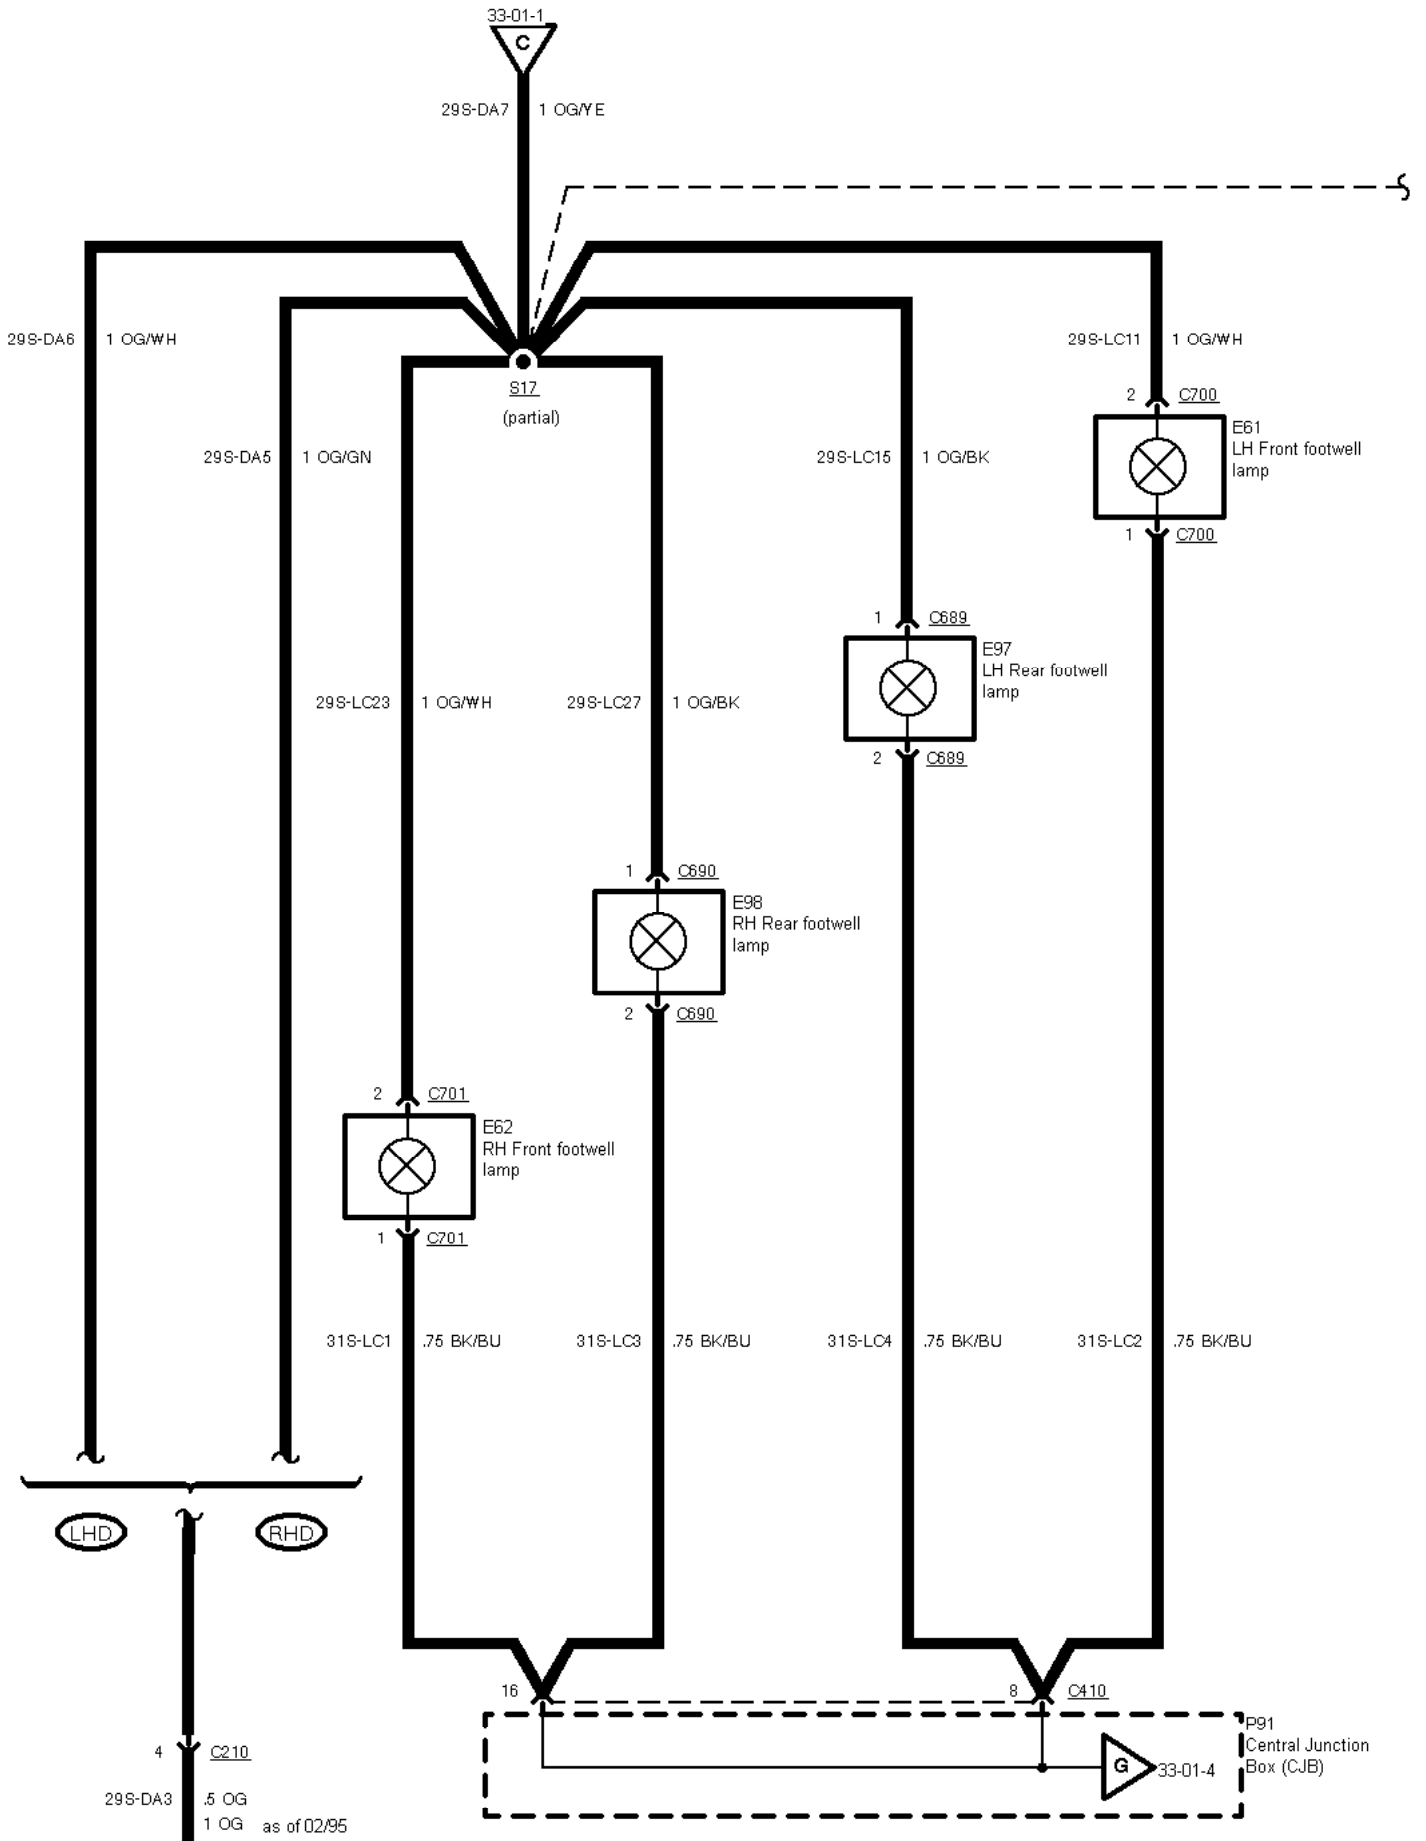 33-01-1
C
29S-DA7 1 OG/YE
29S-DA6 1 OG/WH
29S-LC11 1 OG/WH
S17
(partial)
2 C700
E61
LH Front footwell
lamp
29S-DA5 1 OG/GN
29S-LC15 1 OG/BK
1 C700
1 C689
E97
LH Rear footwell
lamp
29S-LC23 1 OG/WH
29S-LC27 1 OG/BK
2 C689
1 C690
E98
RH Rear footwell
lamp
2 C690
2 C701
E62
RH Front footwell
lamp
1 C701
31S-LC1 .75 BK/BU
31S-LC3 .75 BK/BU
31S-LC4 .75 BK/BU
31S-LC2 .75 BK/BU
LHD
RHD
16
8 C410
P91
Central Junction
Box (CJB)
G
33-01-4
4 C210
29S-DA3 .5 OG
1 OG as of 02/95